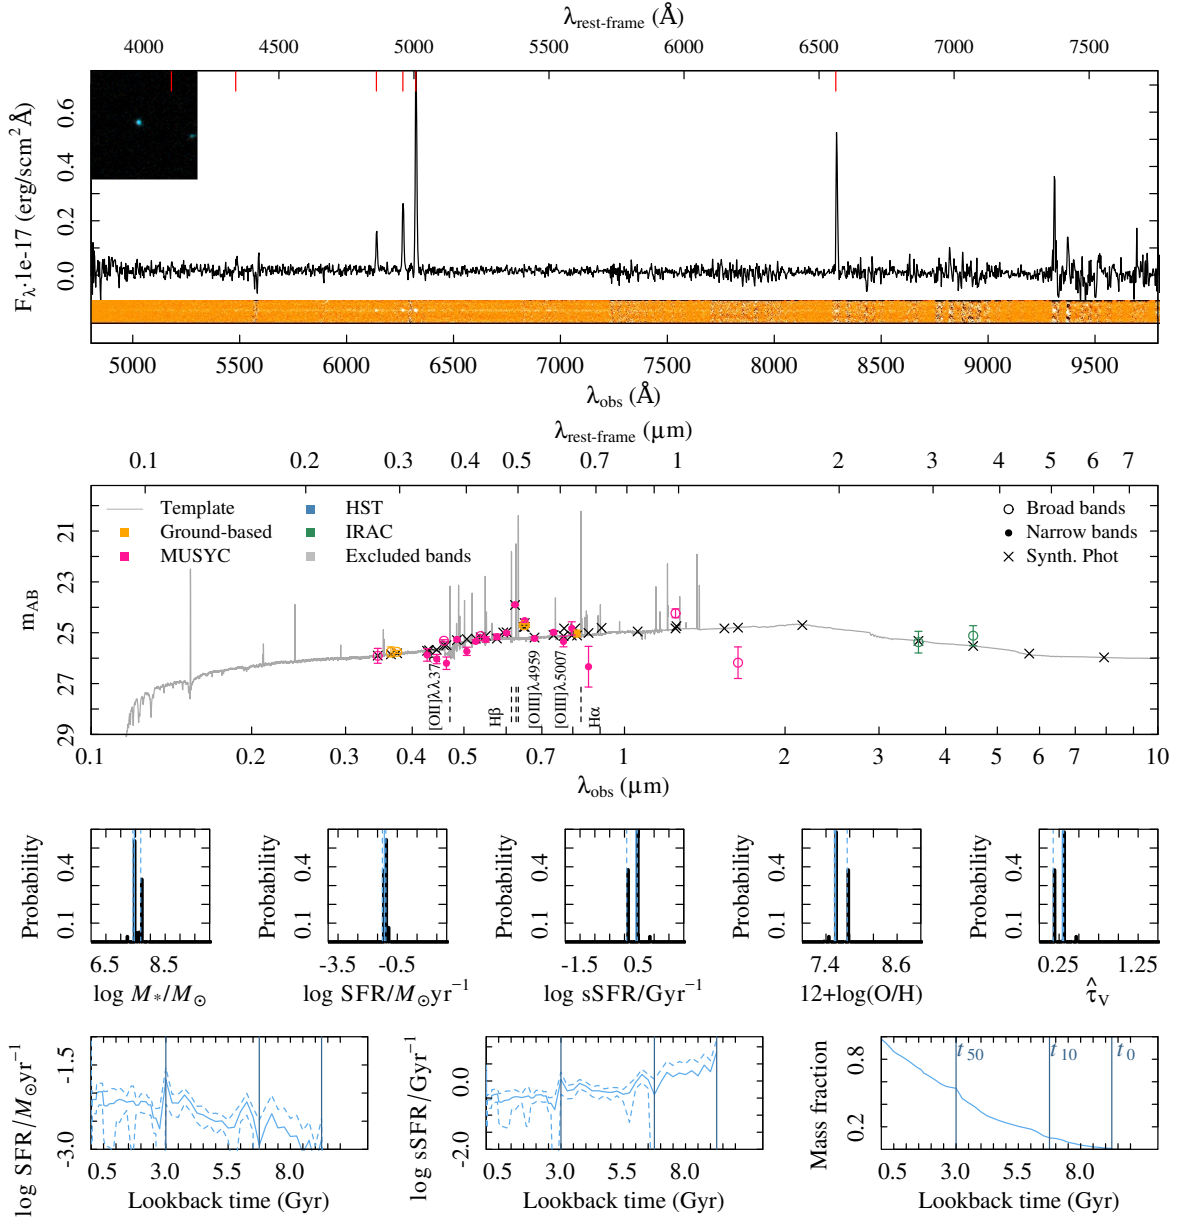 λrest-frame (Å)
4000 4500 5000 5500 6000 6500 7000 7500
Fλ·1e-17 (erg/scm² Å)
0.0 0.2 0.4 0.6
5000 5500 6000 6500 7000 7500 8000 8500 9000 9500
λobs (Å)
λrest-frame (μm)
0.1 0.2 0.3 0.4 0.5 0.7 1 2 3 4 5 6 7
mAB
21
23
25
27
29
Template
Ground-based
MUSYC
HST
IRAC
Excluded bands
Broad bands
Narrow bands
Synth. Phot
[OII]λλ37
Hβ
[OIII]λ4959
[OIII]λ5007
Hα
0.1 0.2 0.3 0.4 0.5 0.7 1 2 3 4 5 6 7 10
λobs (μm)
Probability
0.1 0.4
6.5 8.5
log M*/M⊙
Probability
0.1 0.4
-3.5 -0.5
log SFR/M⊙yr⁻¹
Probability
0.1 0.4
-1.5 0.5
log sSFR/Gyr⁻¹
Probability
0.1 0.4
7.4 8.6
12+log(O/H)
Probability
0.1 0.4
0.25 1.25
τ̂V
log SFR/M⊙yr⁻¹
-3.0 -1.5
0.5 3.0 5.5 8.0
Lookback time (Gyr)
log sSFR/Gyr⁻¹
-2.0 0.0
0.5 3.0 5.5 8.0
Lookback time (Gyr)
Mass fraction
0.2 0.8
t50 t10 t0
0.5 3.0 5.5 8.0
Lookback time (Gyr)